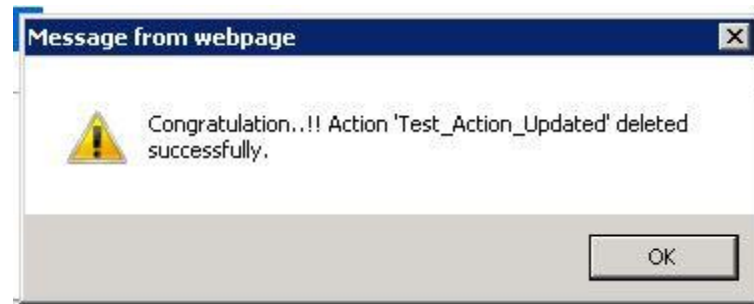 Message from webpage
Congratulation..!! Action 'Test_Action_Updated' deleted
successfully.
OK